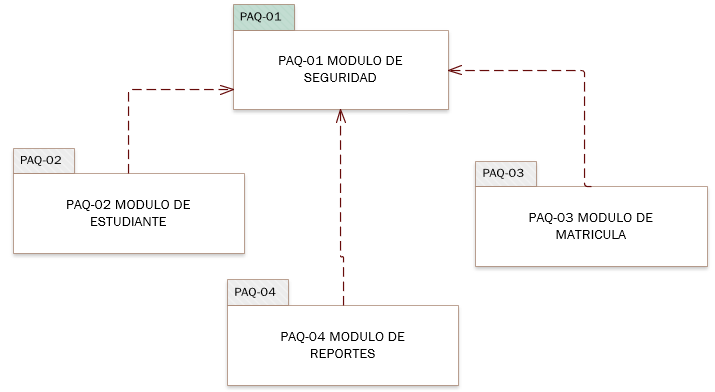 PAQ-01
PAQ-01 MODULO DE
SEGURIDAD
PAQ-02
PAQ-02 MODULO DE
ESTUDIANTE
PAQ-03
PAQ-03 MODULO DE
MATRICULA
PAQ-04
PAQ-04 MODULO DE
REPORTES